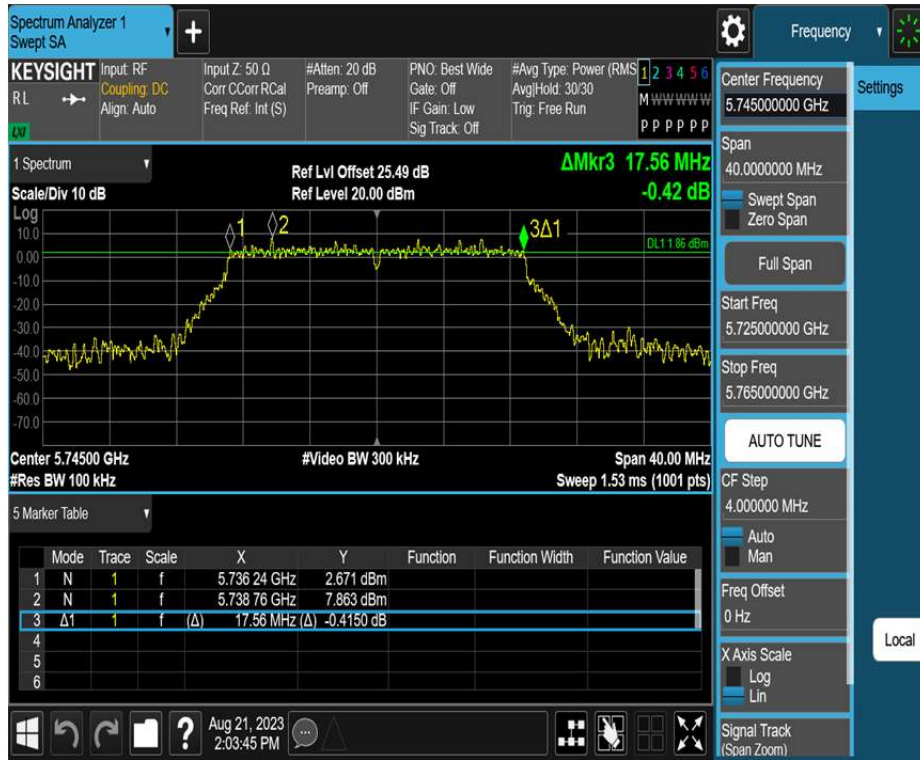 Spectrum Analyzer 1
Swept SA
+
Frequency
KEYSIGHT
RL
LXI
Input: RF
Coupling: DC
Align: Auto
Input Z: 50 Ω
Corr CCorr RCal
Freq Ref: Int (S)
#Atten: 20 dB
Preamp: Off
PNO: Best Wide
Gate: Off
IF Gain: Low
Sig Track: Off
#Avg Type: Power (RMS
Avg|Hold: 30/30
Trig: Free Run
1 2 3 4 5 6
M W W W W W
P P P P P P
1 Spectrum
Scale/Div 10 dB
Ref Lvl Offset 25.49 dB
Ref Level 20.00 dBm
ΔMkr3 17.56 MHz
-0.42 dB
Log
10.0
0.00
-10.0
-20.0
-30.0
-40.0
-50.0
-60.0
-70.0
1
2
3Δ1
DL1 1.86 dBm
Center 5.74500 GHz
#Video BW 300 kHz
Span 40.00 MHz
#Res BW 100 kHz
Sweep 1.53 ms (1001 pts)
5 Marker Table
Mode Trace Scale X Y Function Function Width Function Value
1 N 1 f 5.736 24 GHz 2.671 dBm
2 N 1 f 5.738 76 GHz 7.863 dBm
3 Δ1 1 f (Δ) 17.56 MHz (Δ) -0.4150 dB
4
5
6
?
Aug 21, 2023
2:03:45 PM
Center Frequency
5.745000000 GHz
Span
40.0000000 MHz
Swept Span
Zero Span
Full Span
Start Freq
5.725000000 GHz
Stop Freq
5.765000000 GHz
AUTO TUNE
CF Step
4.000000 MHz
Auto
Man
Freq Offset
0 Hz
X Axis Scale
Log
Lin
Signal Track
(Span Zoom)
Settings
Local